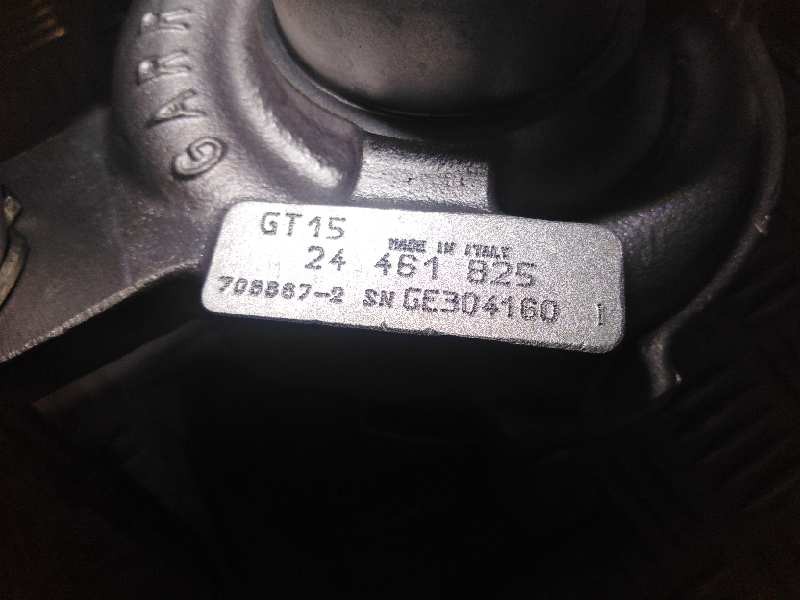 GARR
GT15 MADE IN ITALY
24 461 825
708867-2 SN GE304160